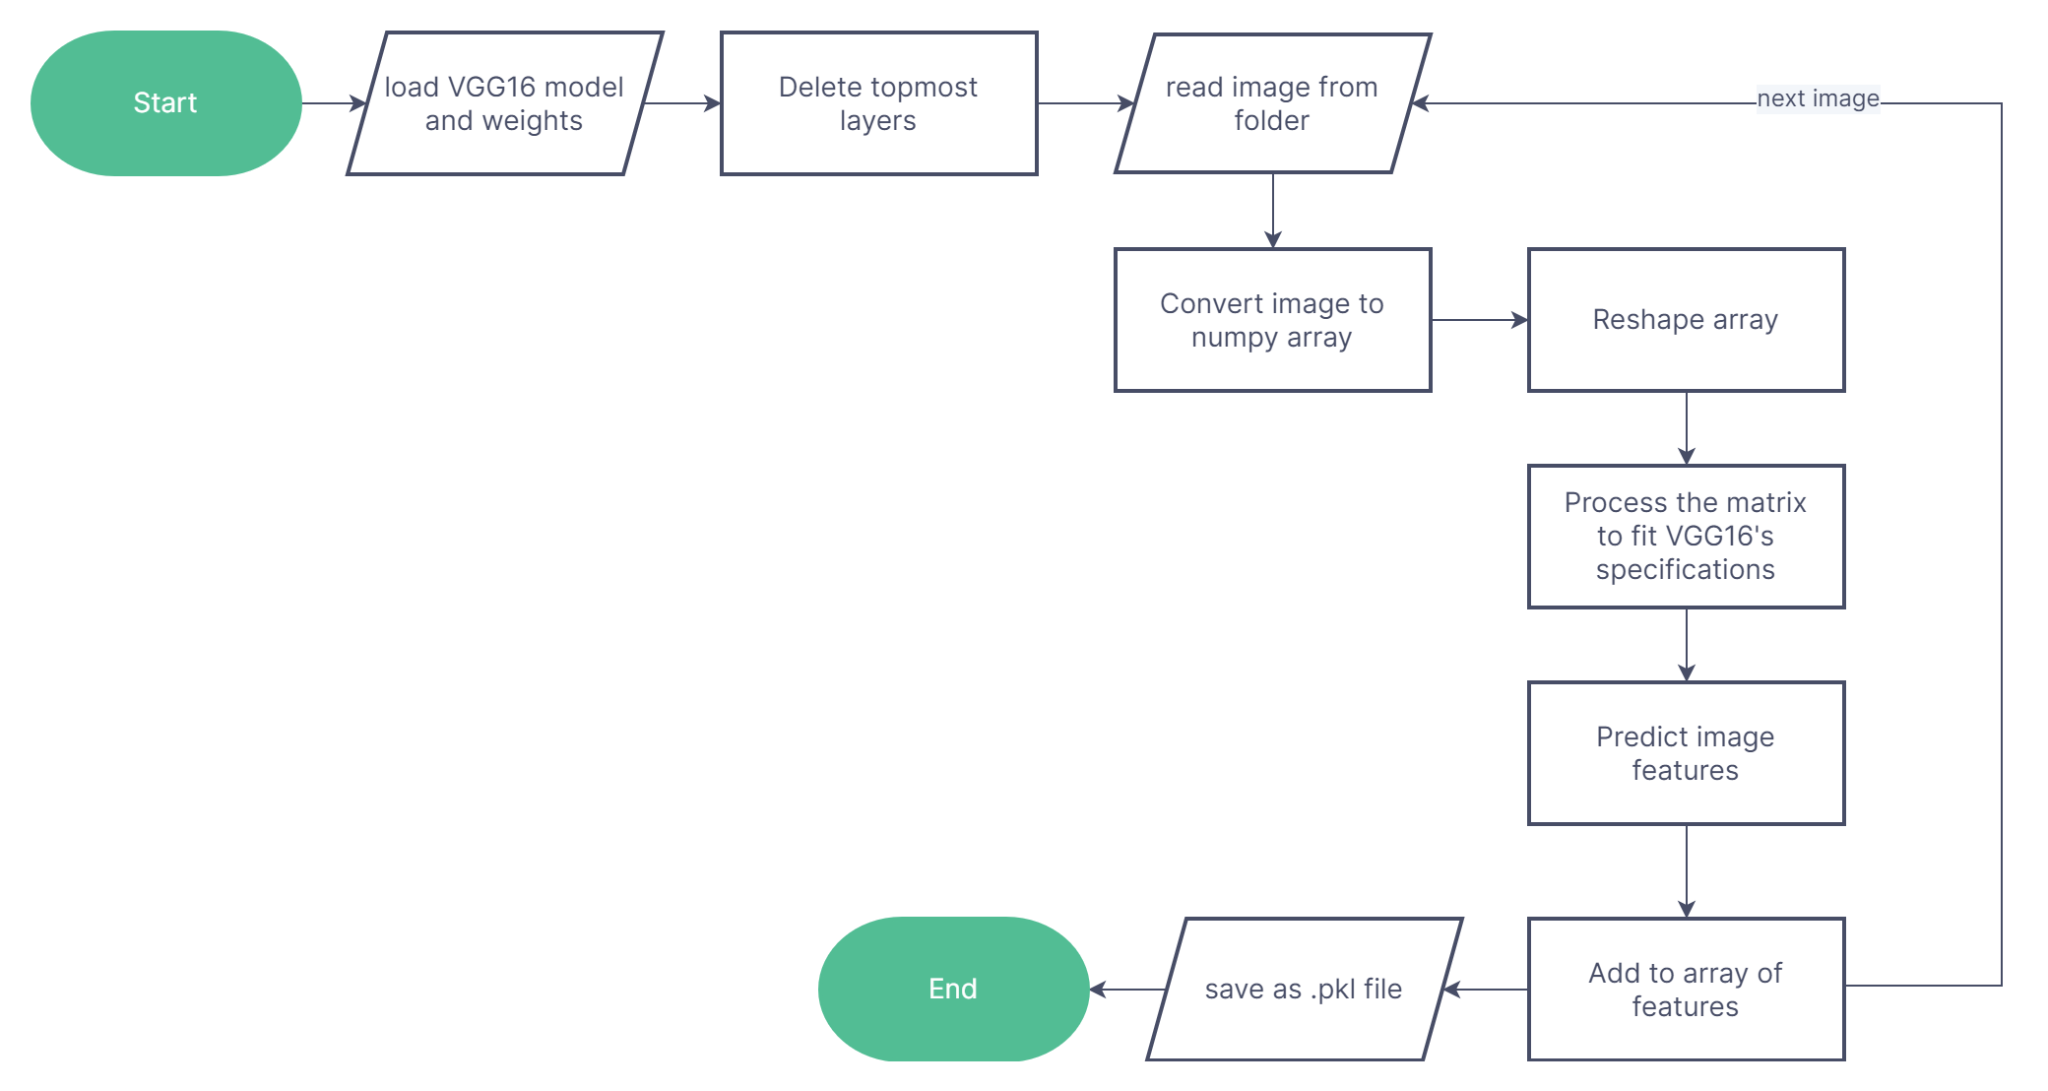 Start
load VGG16 model
and weights
Delete topmost
layers
read image from
folder
next image
Convert image to
numpy array
Reshape array
Process the matrix
to fit VGG16's
specifications
Predict image
features
Add to array of
features
save as .pkl file
End